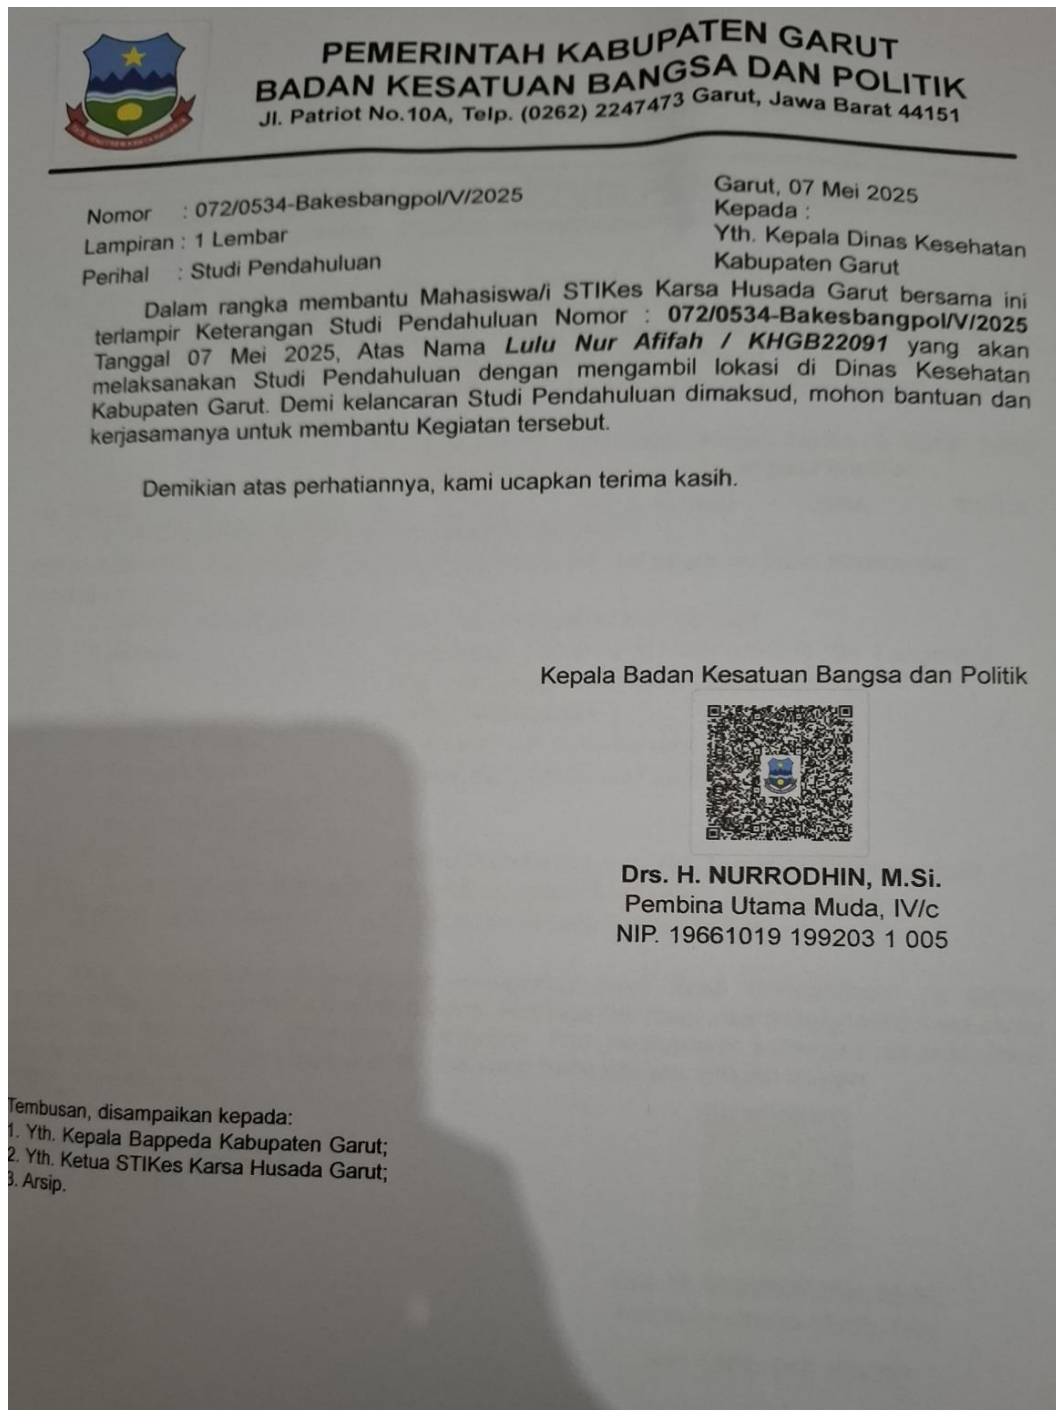 PEMERINTAH KABUPATEN GARUT
BADAN KESATUAN BANGSA DAN POLITIK
Jl. Patriot No.10A, Telp. (0262) 2247473 Garut, Jawa Barat 44151
Nomor : 072/0534-Bakesbangpol/V/2025
Lampiran : 1 Lembar
Perihal : Studi Pendahuluan
Garut, 07 Mei 2025
Kepada :
Yth. Kepala Dinas Kesehatan
Kabupaten Garut
Dalam rangka membantu Mahasiswa/i STIKes Karsa Husada Garut bersama ini
terlampir Keterangan Studi Pendahuluan Nomor : 072/0534-Bakesbangpol/V/2025
Tanggal 07 Mei 2025, Atas Nama Lulu Nur Afifah / KHGB22091 yang akan
melaksanakan Studi Pendahuluan dengan mengambil lokasi di Dinas Kesehatan
Kabupaten Garut. Demi kelancaran Studi Pendahuluan dimaksud, mohon bantuan dan
kerjasamanya untuk membantu Kegiatan tersebut.
Demikian atas perhatiannya, kami ucapkan terima kasih.
Kepala Badan Kesatuan Bangsa dan Politik
Drs. H. NURRODHIN, M.Si.
Pembina Utama Muda, IV/c
NIP. 19661019 199203 1 005
Tembusan, disampaikan kepada:
1. Yth. Kepala Bappeda Kabupaten Garut;
2. Yth. Ketua STIKes Karsa Husada Garut;
3. Arsip.